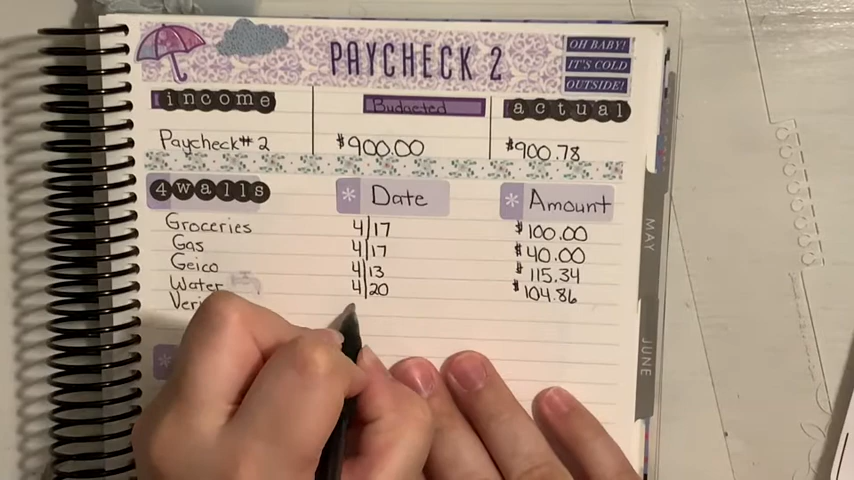 PAYCHECK 2
OH BABY!
IT'S COLD
OUTSIDE!
income Budgeted actual
Paycheck# 2 $900.00 $900.78
4 walls * Date * Amount
Groceries 4/17 $100.00
Gas 4/17 $40.00
Geico 4/13 $115.34
Water 4/20 $104.86
MAY
JUNE